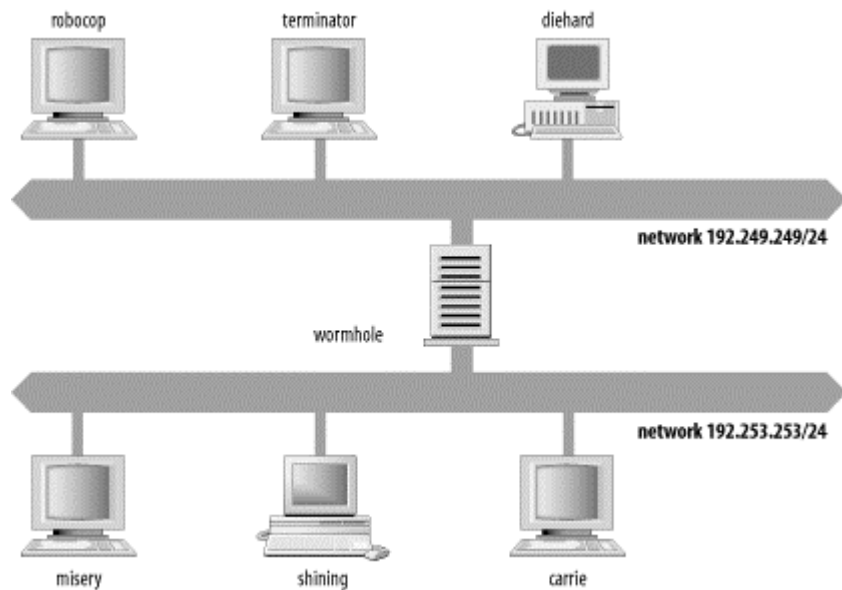 robocop
terminator
diehard
network 192.249.249/24
wormhole
network 192.253.253/24
misery
shining
carrie